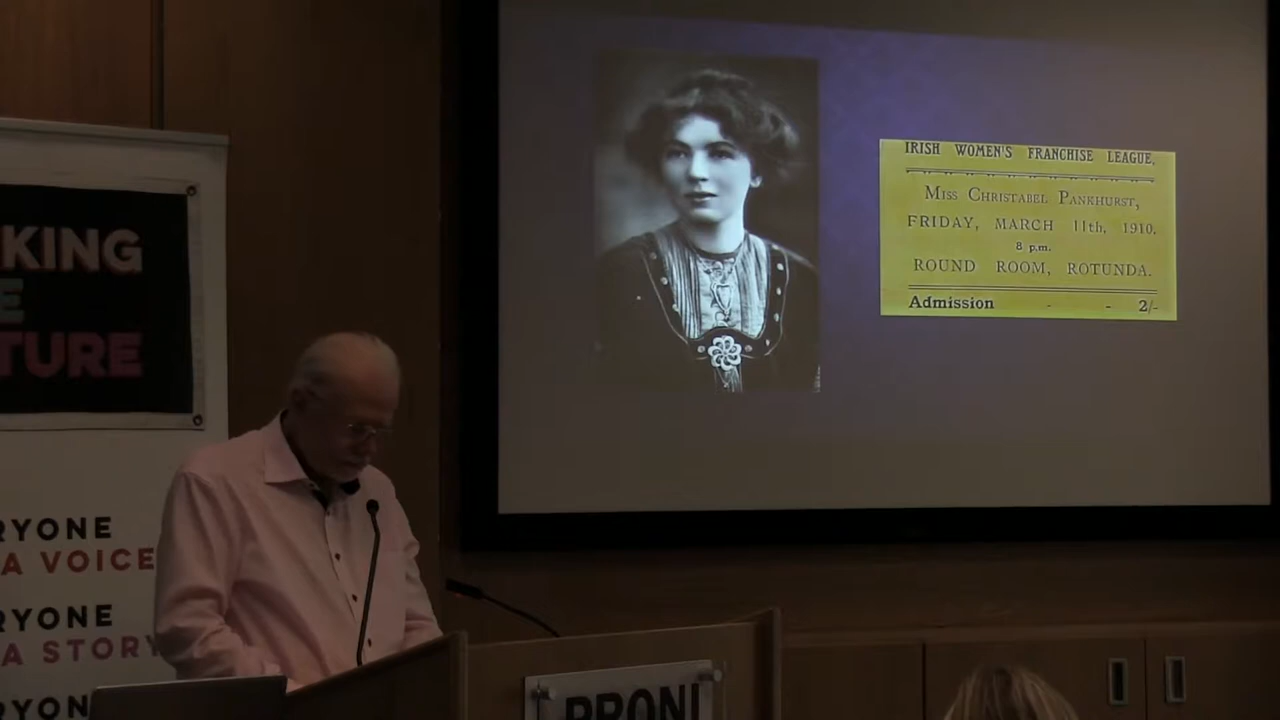 KING
E
TURE
RYONE
A VOICE
RYONE
A STORY
RYON
IRISH WOMEN'S FRANCHISE LEAGUE,
MISS CHRISTABEL PANKHURST,
FRIDAY, MARCH 11th, 1910.
8 p.m.
ROUND ROOM, ROTUNDA.
Admission - - 2/-
PRONI